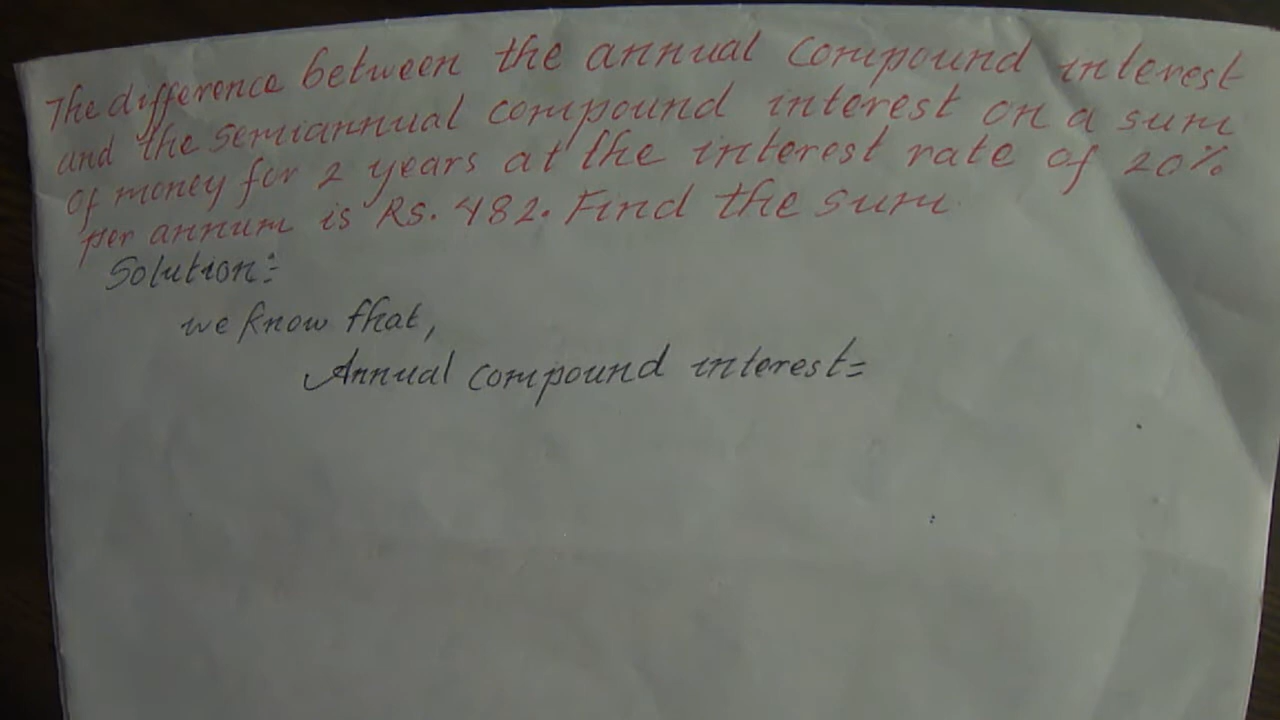 The difference between the annual compound interest
and the semiannual compound interest on a sum
of money for 2 years at the interest rate of 20%
per annum is Rs. 482. Find the sum
Solution:
we know that,
Annual compound interest=